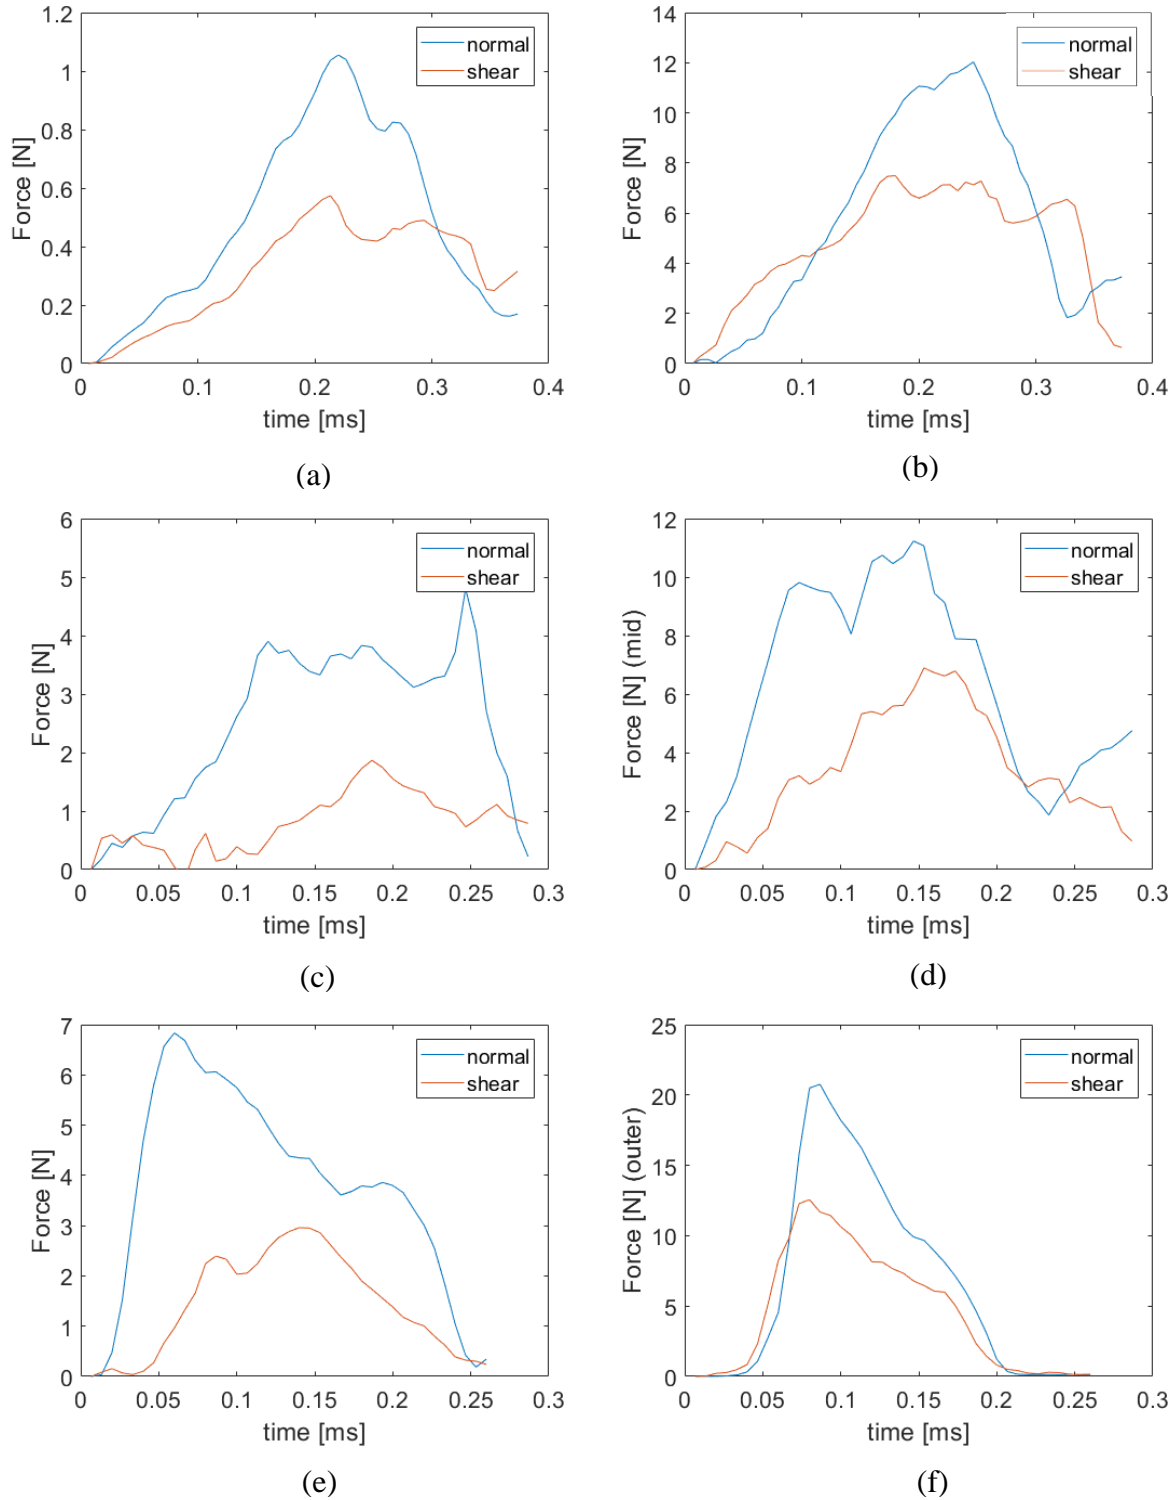 1.2
1
0.8
0.6
0.4
0.2
0
Force [N]
normal
shear
0
0.1
0.2
0.3
0.4
time [ms]
(a)
14
12
10
8
6
4
2
0
Force [N]
normal
shear
0
0.1
0.2
0.3
0.4
time [ms]
(b)
6
5
4
3
2
1
0
Force [N]
normal
shear
0
0.05
0.1
0.15
0.2
0.25
0.3
time [ms]
(c)
12
10
8
6
4
2
0
Force [N] (mid)
normal
shear
0
0.05
0.1
0.15
0.2
0.25
0.3
time [ms]
(d)
7
6
5
4
3
2
1
0
Force [N]
normal
shear
0
0.05
0.1
0.15
0.2
0.25
0.3
time [ms]
(e)
25
20
15
10
5
0
Force [N] (outer)
normal
shear
0
0.05
0.1
0.15
0.2
0.25
0.3
time [ms]
(f)